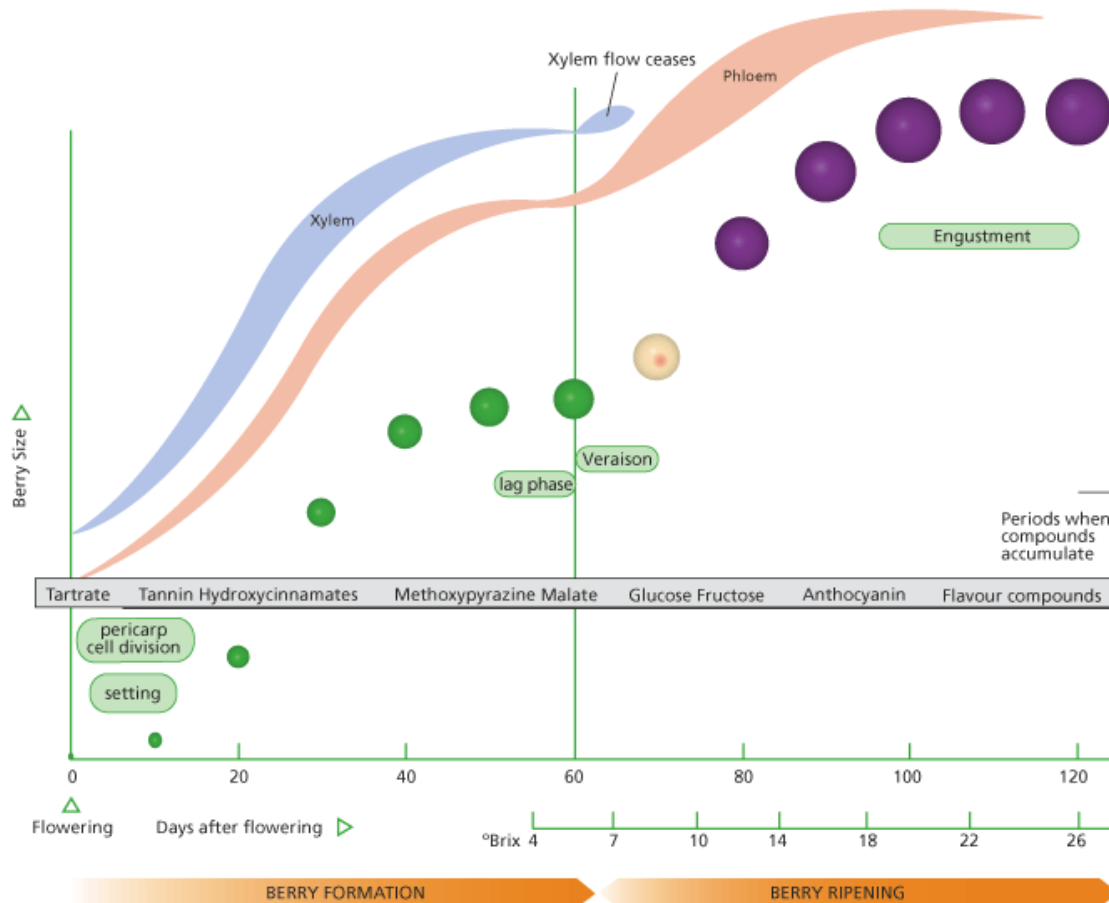 Xylem flow ceases
Phloem
Xylem
Engustment
Veraison
lag phase
Berry Size
Periods when
compounds
accumulate
Tartrate Tannin Hydroxycinnamates Methoxypyrazine Malate Glucose Fructose Anthocyanin Flavour compounds
pericarp
cell division
setting
0 20 40 60 80 100 120
Flowering Days after flowering
ºBrix 4 7 10 14 18 22 26
BERRY FORMATION BERRY RIPENING